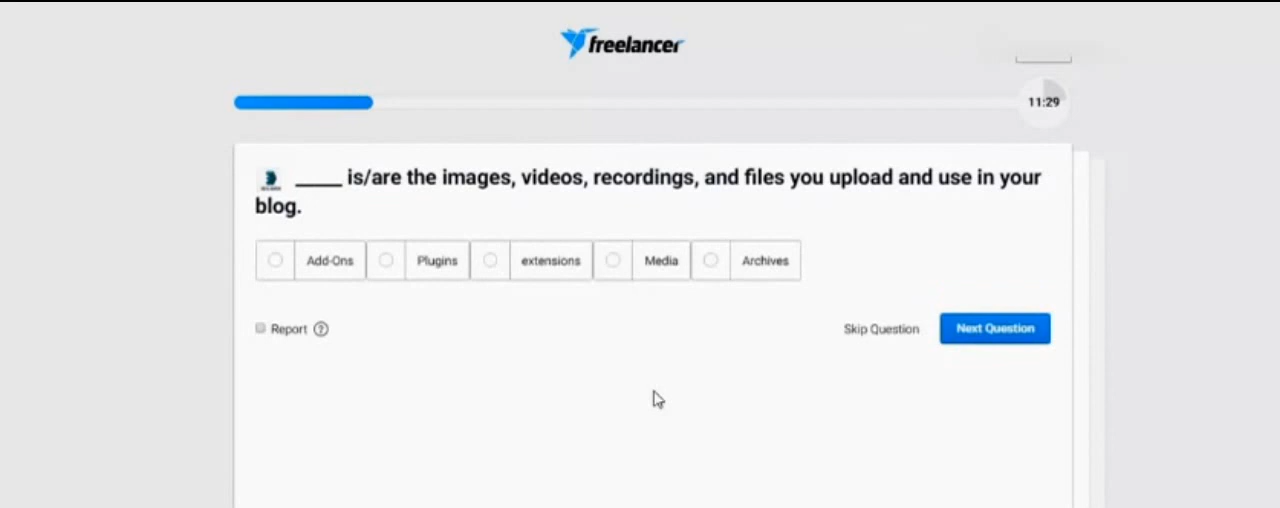 freelancer
11:29
_____ is/are the images, videos, recordings, and files you upload and use in your
blog.
Add-Ons Plugins extensions Media Archives
Report ? Skip Question Next Question